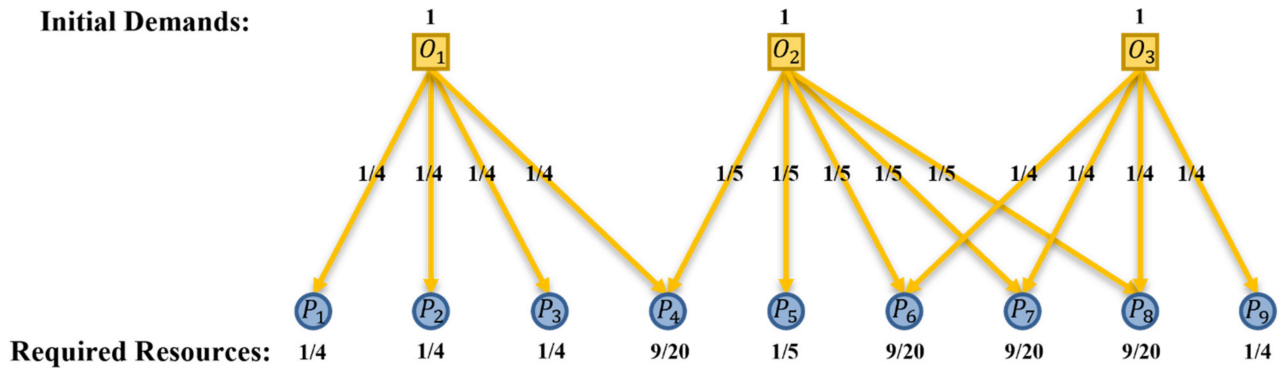 Initial Demands: 1 1 1
O1 O2 O3
1/4 1/4 1/4 1/4 1/5 1/5 1/5 1/5 1/5 1/4 1/4 1/4 1/4
P1 P2 P3 P4 P5 P6 P7 P8 P9
Required Resources: 1/4 1/4 1/4 9/20 1/5 9/20 9/20 9/20 1/4